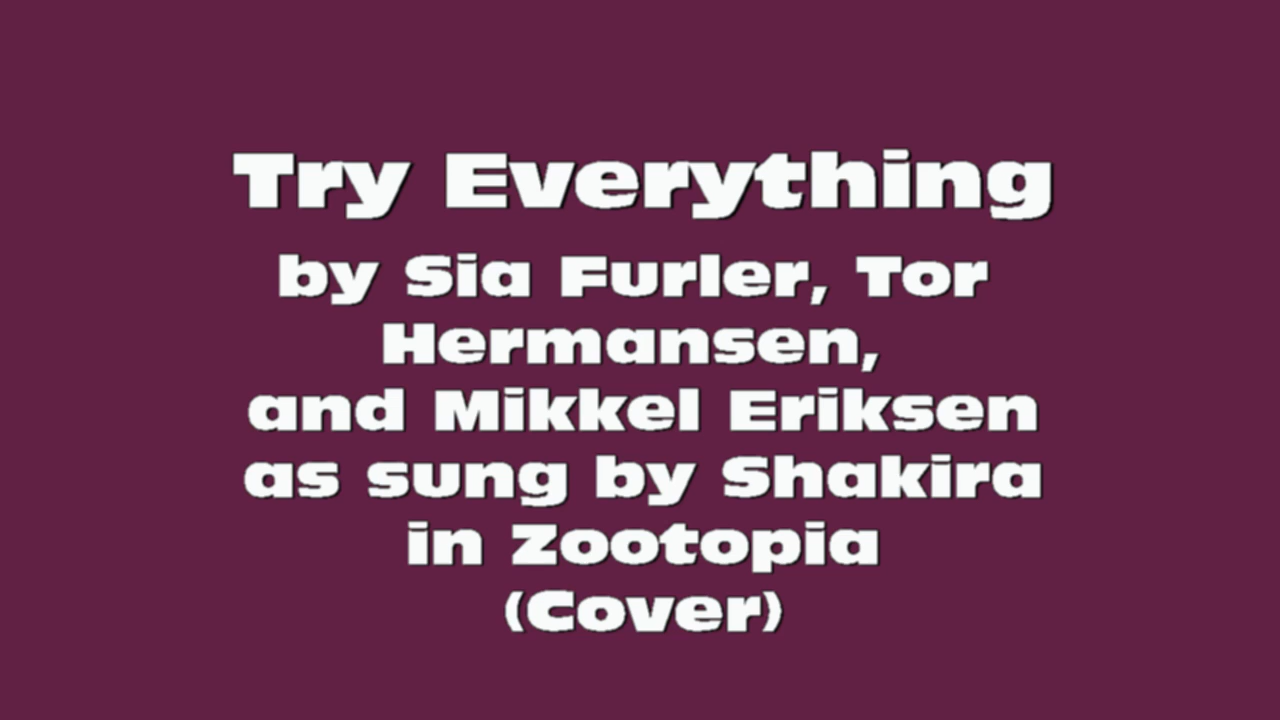 Try Everything
by Sia Furler, Tor
Hermansen,
and Mikkel Eriksen
as sung by Shakira
in Zootopia
(Cover)